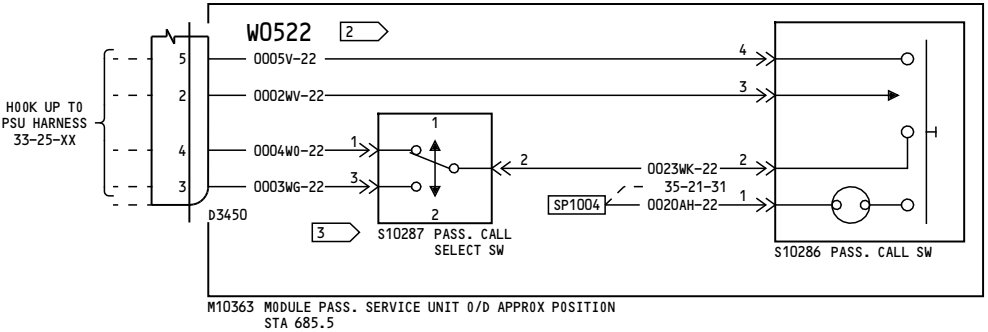 W0522 2
5 0005V-22 4
2 0002WV-22 3
HOOK UP TO
PSU HARNESS
33-25-XX
1
4 0004W0-22 1 2 0023WK-22 2
3 0003WG-22 3 35-21-31
SP1004 0020AH-22 1
2
D3450
3
S10287 PASS. CALL
SELECT SW
S10286 PASS. CALL SW
M10363 MODULE PASS. SERVICE UNIT O/D APPROX POSITION
STA 685.5